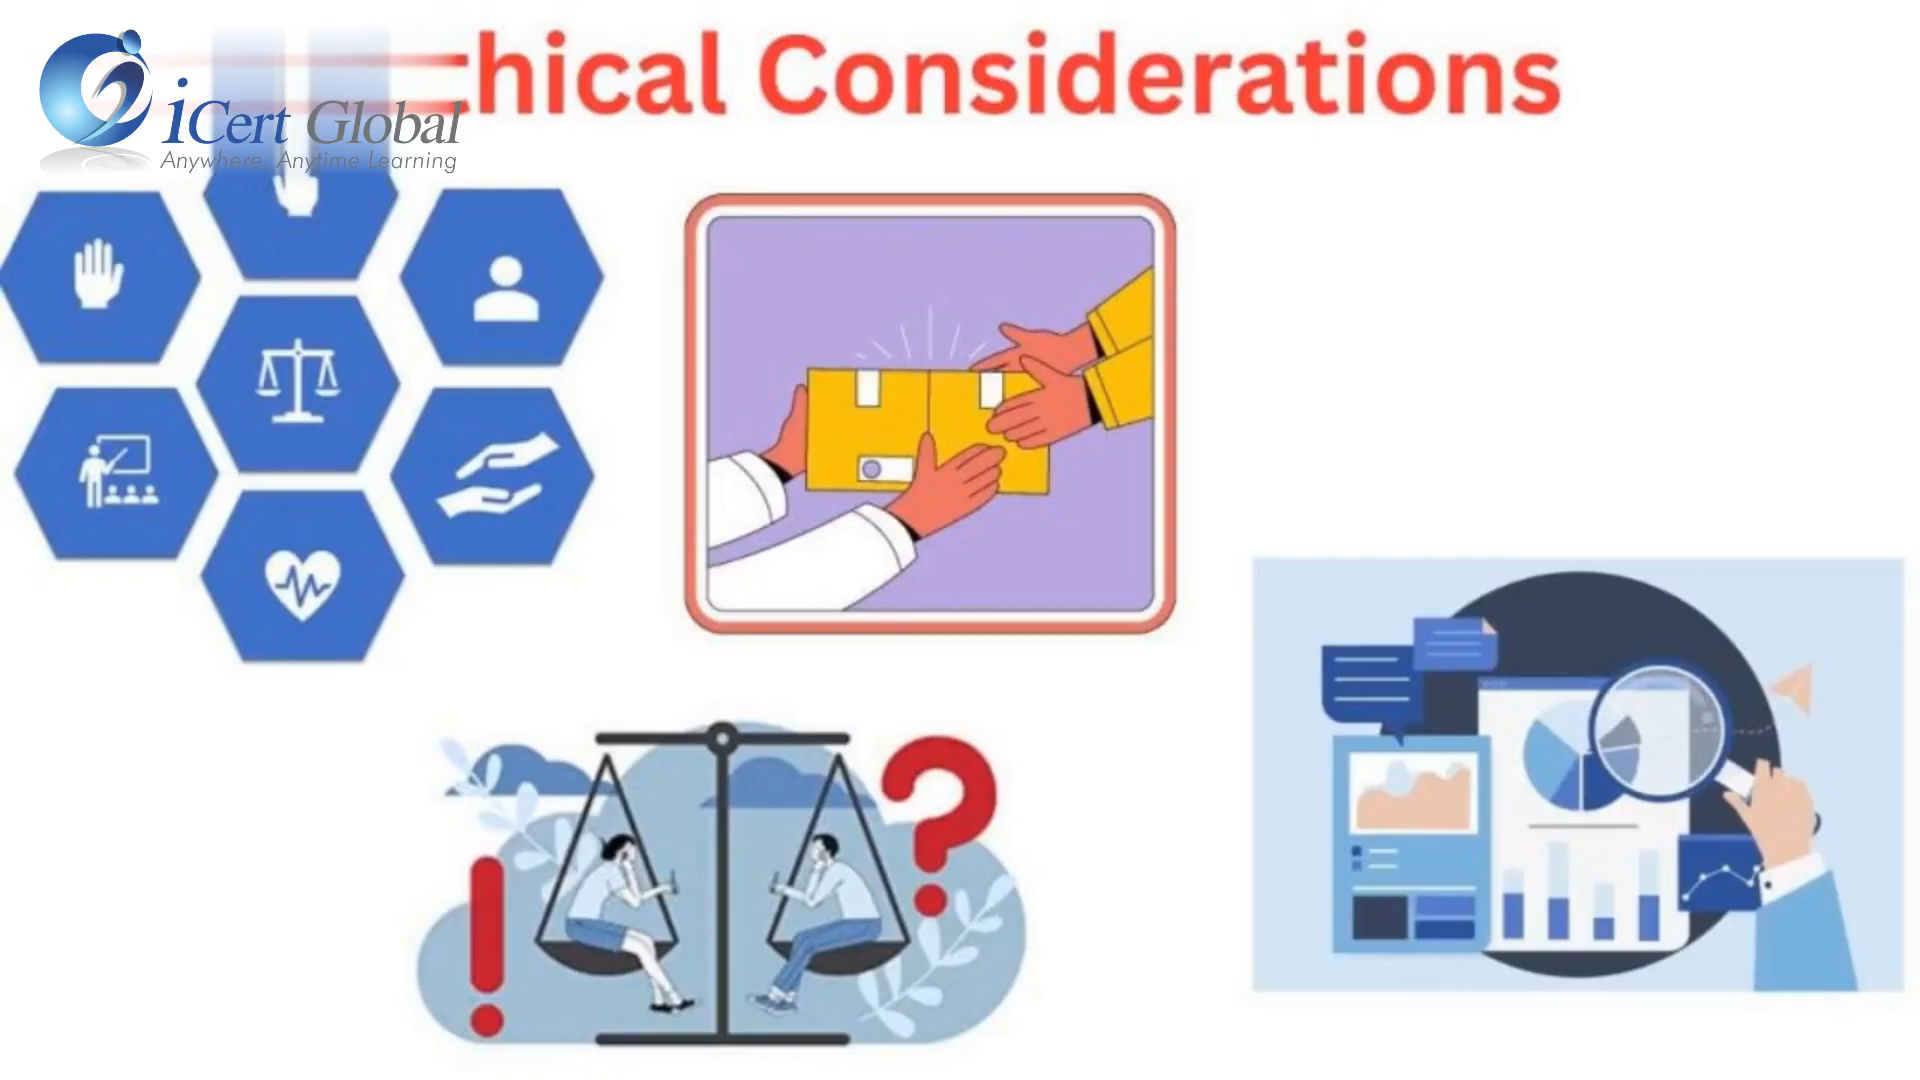 hical Considerations
iCert Global
Anywhere, Anytime Learning